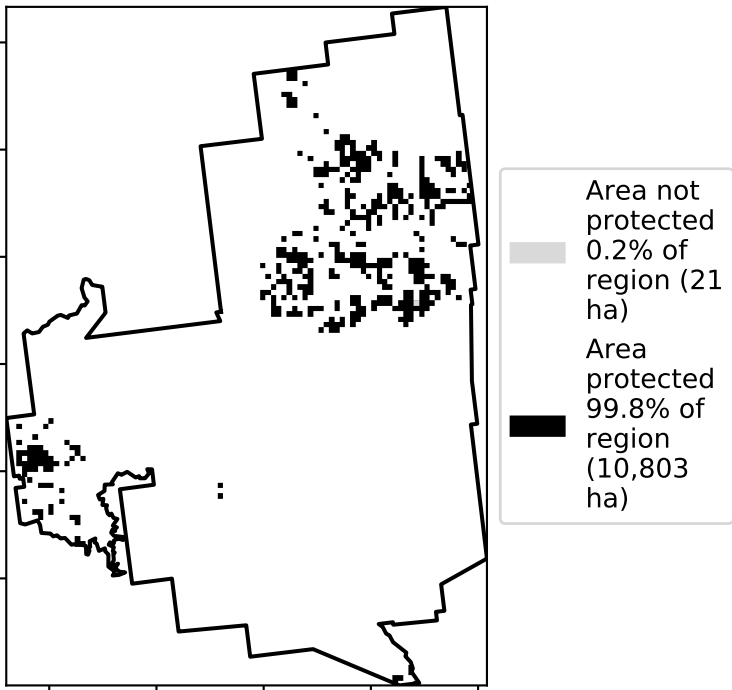 Area not
protected
0.2% of
region (21
ha)
Area
protected
99.8% of
region
(10,803
ha)